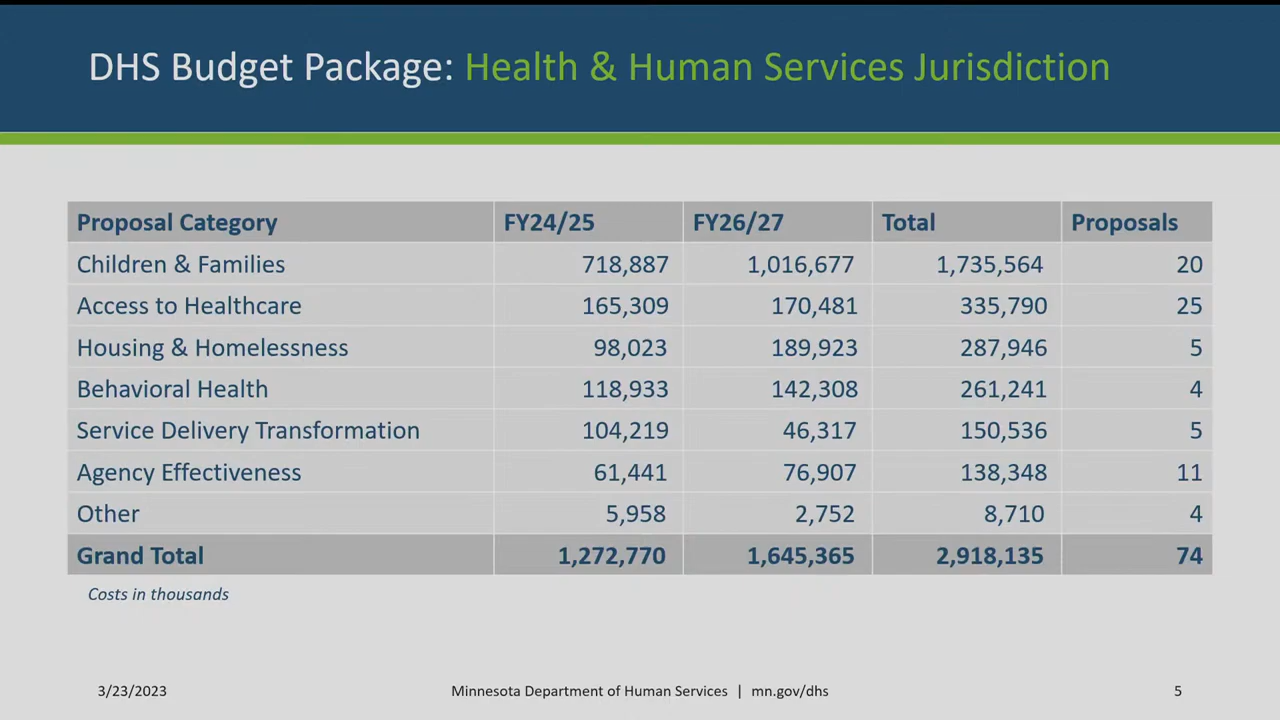 DHS Budget Package: Health & Human Services Jurisdiction
Proposal Category FY24/25 FY26/27 Total Proposals
Children & Families 718,887 1,016,677 1,735,564 20
Access to Healthcare 165,309 170,481 335,790 25
Housing & Homelessness 98,023 189,923 287,946 5
Behavioral Health 118,933 142,308 261,241 4
Service Delivery Transformation 104,219 46,317 150,536 5
Agency Effectiveness 61,441 76,907 138,348 11
Other 5,958 2,752 8,710 4
Grand Total 1,272,770 1,645,365 2,918,135 74
Costs in thousands
3/23/2023 Minnesota Department of Human Services | mn.gov/dhs 5